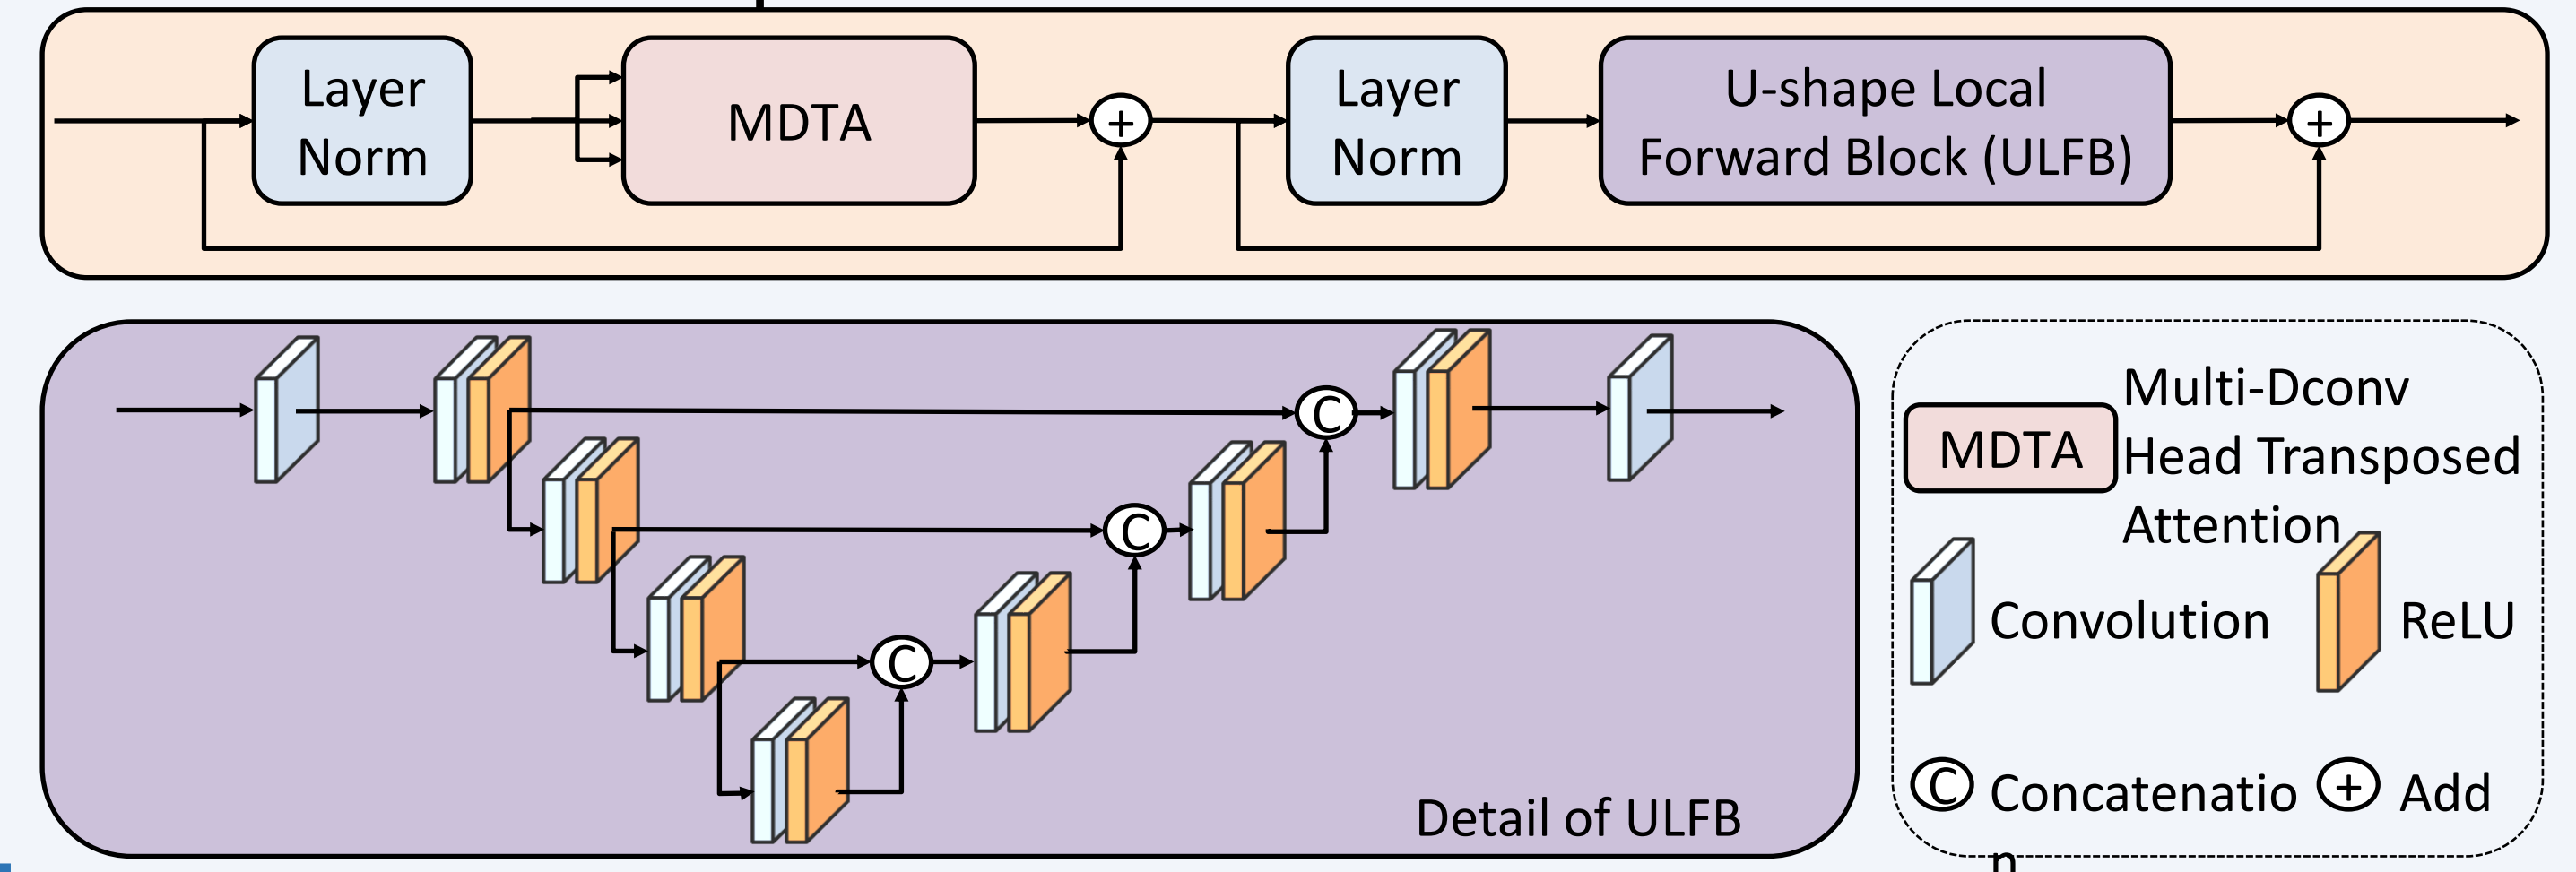 Layer
Norm
MDTA
+
Layer
Norm
U-shape Local
Forward Block (ULFB)
+
C
C
C
Detail of ULFB
MDTA
Multi-Dconv
Head Transposed
Attention
Convolution
ReLU
C
Concatenatio
n
+
Add